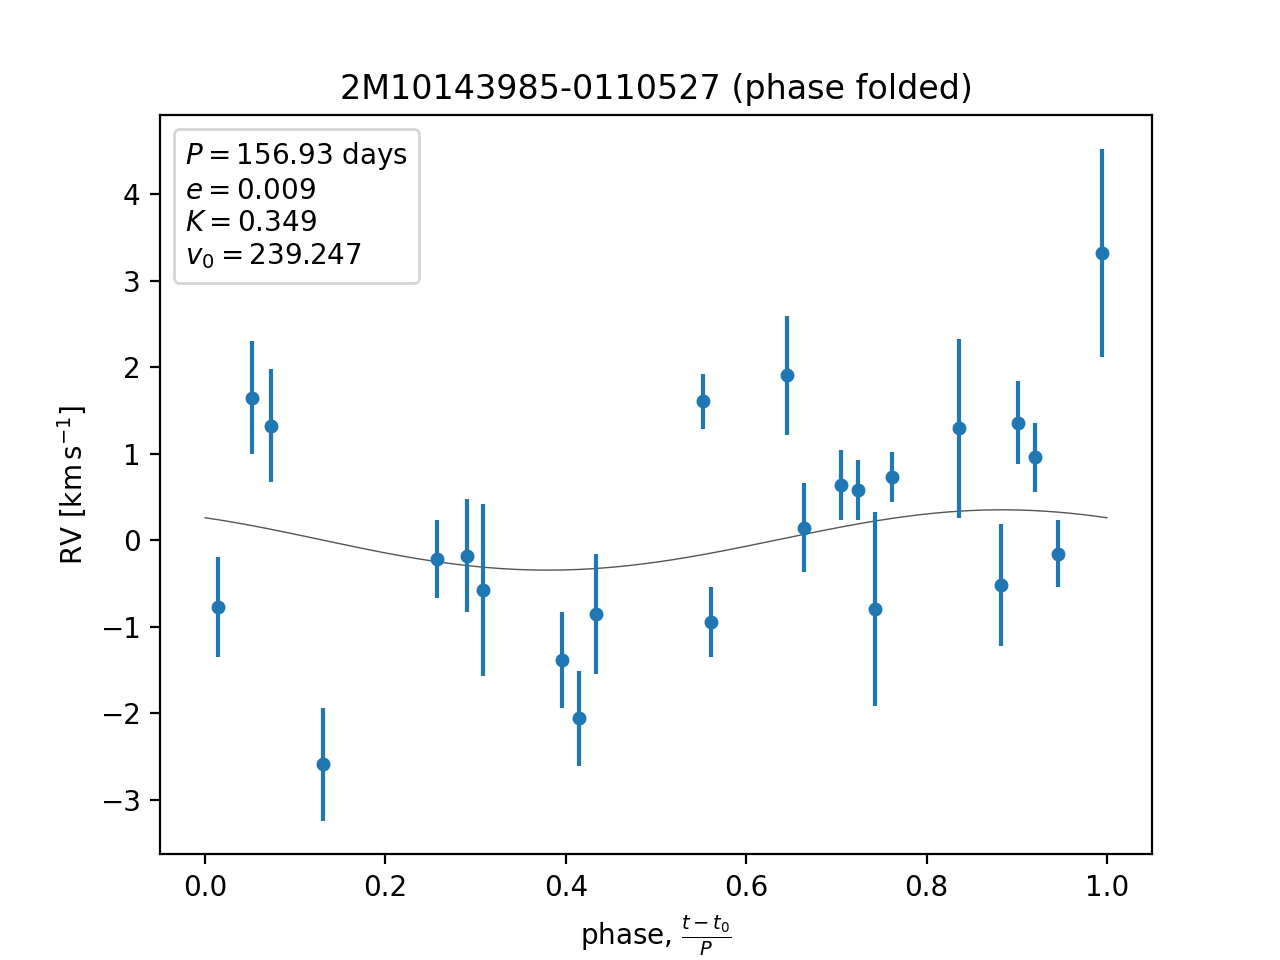 2M10143985-0110527 (phase folded)
P = 156.93 days
e = 0.009
K = 0.349
v₀ = 239.247
4
3
2
1
0
−1
−2
−3
RV [km s⁻¹]
0.0 0.2 0.4 0.6 0.8 1.0
phase, (t − t₀)/P